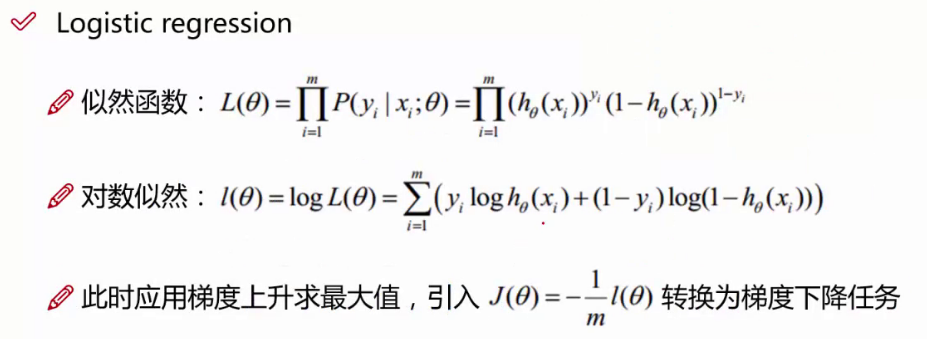 Logistic regression
似然函数：L(θ) = ∏_{i=1}^{m} P(y_i | x_i; θ) = ∏_{i=1}^{m} (h_θ(x_i))^{y_i} (1 − h_θ(x_i))^{1−y_i}
对数似然：l(θ) = log L(θ) = ∑_{i=1}^{m} (y_i log h_θ(x_i) + (1 − y_i) log(1 − h_θ(x_i)))
此时应用梯度上升求最大值，引入 J(θ) = −\frac{1}{m} l(θ) 转换为梯度下降任务